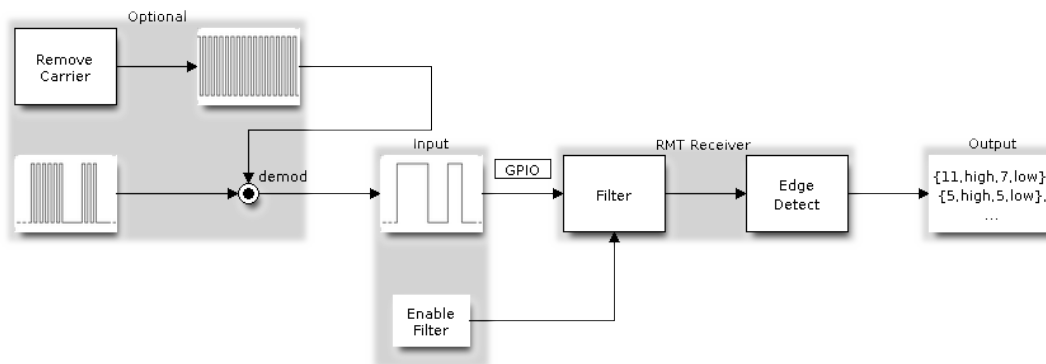 Optional
Remove
Carrier
demod
Input
GPIO
RMT Receiver
Filter
Edge
Detect
Output
{11,high,7,low}
{5,high,5,low},
...
Enable
Filter